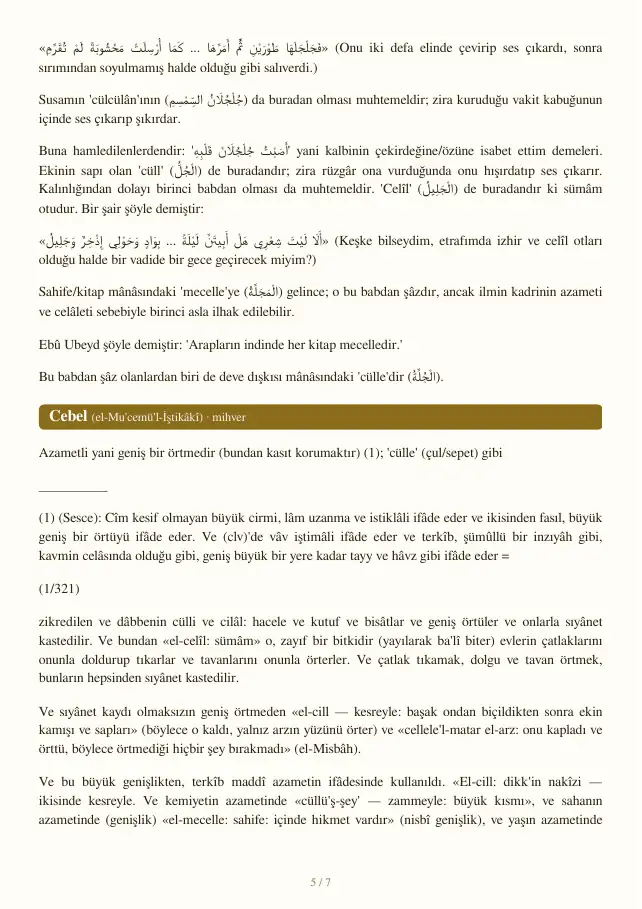 «فَجَلْجَلَهَا طَوْرَيْنِ ثُمَّ أَمَرَّهَا ... كَمَا أُرْسِلَتْ مَخْشُوبَةٌ لَمْ تُقَرَّمِ» (Onu iki defa elinde çevirip ses çıkardı, sonra
sırımından soyulmamış halde olduğu gibi salıverdi.)
Susamın 'cülcülân'ının (جُلْجُلَانُ السِّمْسِمِ) da buradan olması muhtemeldir; zira kuruduğu vakit kabuğunun
içinde ses çıkarıp şıkırdar.
Buna hamledilenlerdendir: 'أَصَبْتُ جُلْجُلَانَ قَلْبِهِ' yani kalbinin çekirdeğine/özüne isabet ettim demeleri.
Ekinin sapı olan 'cüll' (الْجُلُّ) de buradandır; zira rüzgâr ona vurduğunda onu hışırdatıp ses çıkarır.
Kalınlığından dolayı birinci babdan olması da muhtemeldir. 'Celîl' (الْجَلِيلُ) de buradandır ki sümâm
otudur. Bir şair şöyle demiştir:
«أَلَا لَيْتَ شِعْرِي هَلْ أَبِيتَنَّ لَيْلَةً ... بِوَادٍ وَحَوْلِي إِذْخِرٌ وَجَلِيلُ» (Keşke bilseydim, etrafımda izhir ve celîl otları
olduğu halde bir vadide bir gece geçirecek miyim?)
Sahife/kitap mânâsındaki 'mecelle'ye (الْمَجَلَّةُ) gelince; o bu babdan şâzdır, ancak ilmin kadrinin azameti
ve celâleti sebebiyle birinci asla ilhak edilebilir.
Ebû Ubeyd şöyle demiştir: 'Arapların indinde her kitap mecelledir.'
Bu babdan şâz olanlardan biri de deve dışkısı mânâsındaki 'cülle'dir (الْجُلَّةُ).
Cebel (el-Mu'cemü'l-İştikâkî) · mihver
Azametli yani geniş bir örtmedir (bundan kasıt korumaktır) (1); 'cülle' (çul/sepet) gibi
(1) (Sesce): Cîm kesif olmayan büyük cirmi, lâm uzanma ve istiklâli ifâde eder ve ikisinden fasıl, büyük
geniş bir örtüyü ifâde eder. Ve (clv)'de vâv iştimâli ifâde eder ve terkîb, şümûllü bir inzıyâh gibi,
kavmin celâsında olduğu gibi, geniş büyük bir yere kadar tayy ve hâvz gibi ifâde eder =
(1/321)
zikredilen ve dâbbenin cülli ve cilâl: hacele ve kutuf ve bisâtlar ve geniş örtüler ve onlarla sıyânet
kastedilir. Ve bundan «el-celîl: sümâm» o, zayıf bir bitkidir (yayılarak ba'lî biter) evlerin çatlaklarını
onunla doldurup tıkarlar ve tavanlarını onunla örterler. Ve çatlak tıkamak, dolgu ve tavan örtmek,
bunların hepsinden sıyânet kastedilir.
Ve sıyânet kaydı olmaksızın geniş örtmeden «el-cill — kesreyle: başak ondan biçildikten sonra ekin
kamışı ve sapları» (böylece o kaldı, yalnız arzın yüzünü örter) ve «cellele'l-matar el-arz: onu kapladı ve
örttü, böylece örtmediği hiçbir şey bırakmadı» (el-Misbâh).
Ve bu büyük genişlikten, terkîb maddî azametin ifâdesinde kullanıldı. «El-cill: dikk'in nakîzi —
ikisinde kesreyle. Ve kemiyetin azametinde «cüllü'ş-şey' — zammeyle: büyük kısmı», ve sahanın
azametinde (genişlik) «el-mecelle: sahife: içinde hikmet vardır» (nisbî genişlik), ve yaşın azametinde
5 / 7